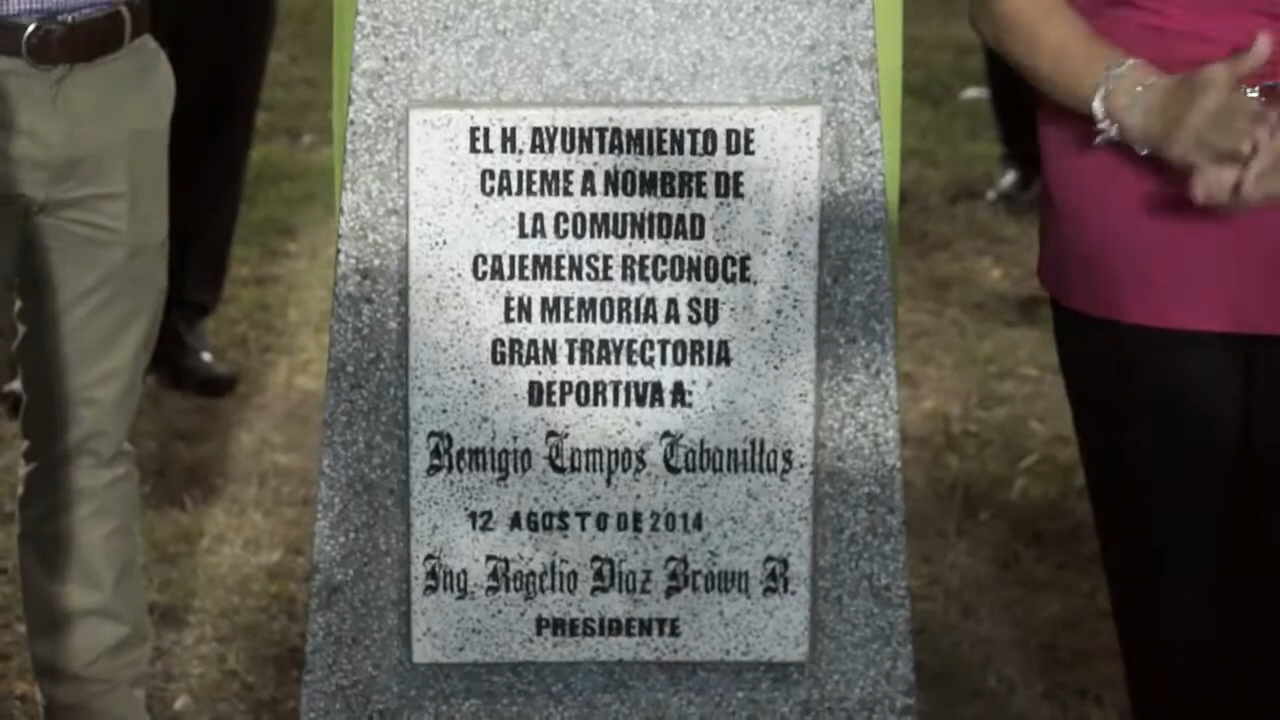 EL H. AYUNTAMIENTO DE
CAJEME A NOMBRE DE
LA COMUNIDAD
CAJEMENSE RECONOCE,
EN MEMORIA A SU
GRAN TRAYECTORIA
DEPORTIVA A:
Remigio Campos Cabanillas
12 AGOSTO DE 2014
Ing. Rogelio Díaz Brown R.
PRESIDENTE